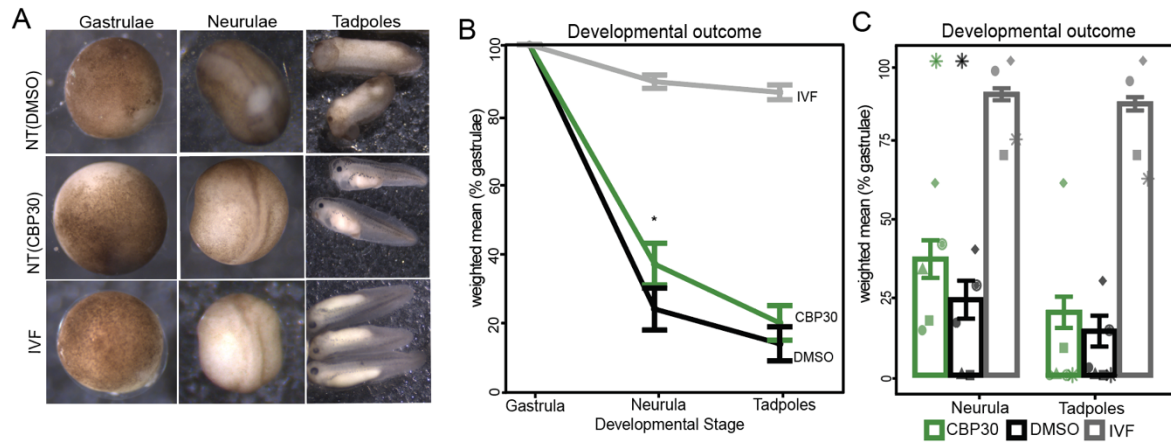 A
Gastrulae
Neurulae
Tadpoles
NT(DMSO)
NT(CBP30)
IVF
B
Developmental outcome
weighted mean (% gastrulae)
100
80
60
40
20
0
*
IVF
CBP30
DMSO
Gastrula
Neurula
Tadpoles
Developmental Stage
C
Developmental outcome
weighted mean (% gastrulae)
100
75
50
25
0
Neurula
Tadpoles
CBP30
DMSO
IVF